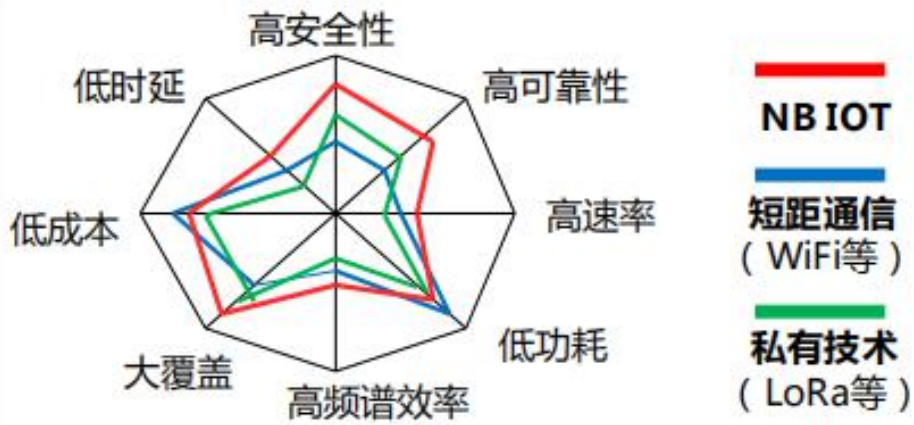 高安全性
低时延
高可靠性
低成本
高速率
大覆盖
低功耗
高频谱效率
NB IOT
短距通信
（WiFi等）
私有技术
（LoRa等）